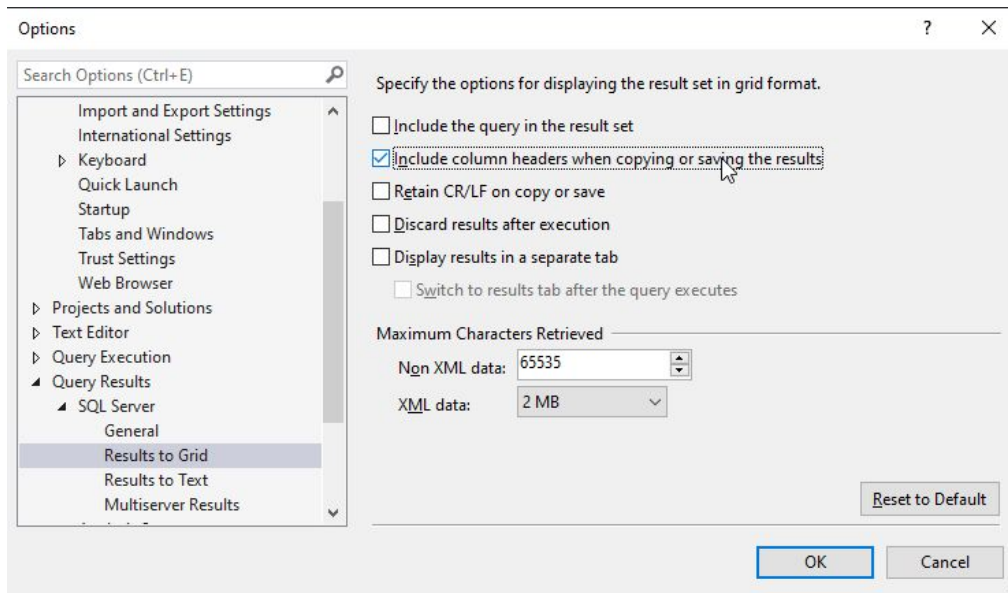 Options
?
Search Options (Ctrl+E)
Import and Export Settings
International Settings
Keyboard
Quick Launch
Startup
Tabs and Windows
Trust Settings
Web Browser
Projects and Solutions
Text Editor
Query Execution
Query Results
SQL Server
General
Results to Grid
Results to Text
Multiserver Results
Specify the options for displaying the result set in grid format.
Include the query in the result set
Include column headers when copying or saving the results
Retain CR/LF on copy or save
Discard results after execution
Display results in a separate tab
Switch to results tab after the query executes
Maximum Characters Retrieved
Non XML data: 65535
XML data: 2 MB
Reset to Default
OK Cancel